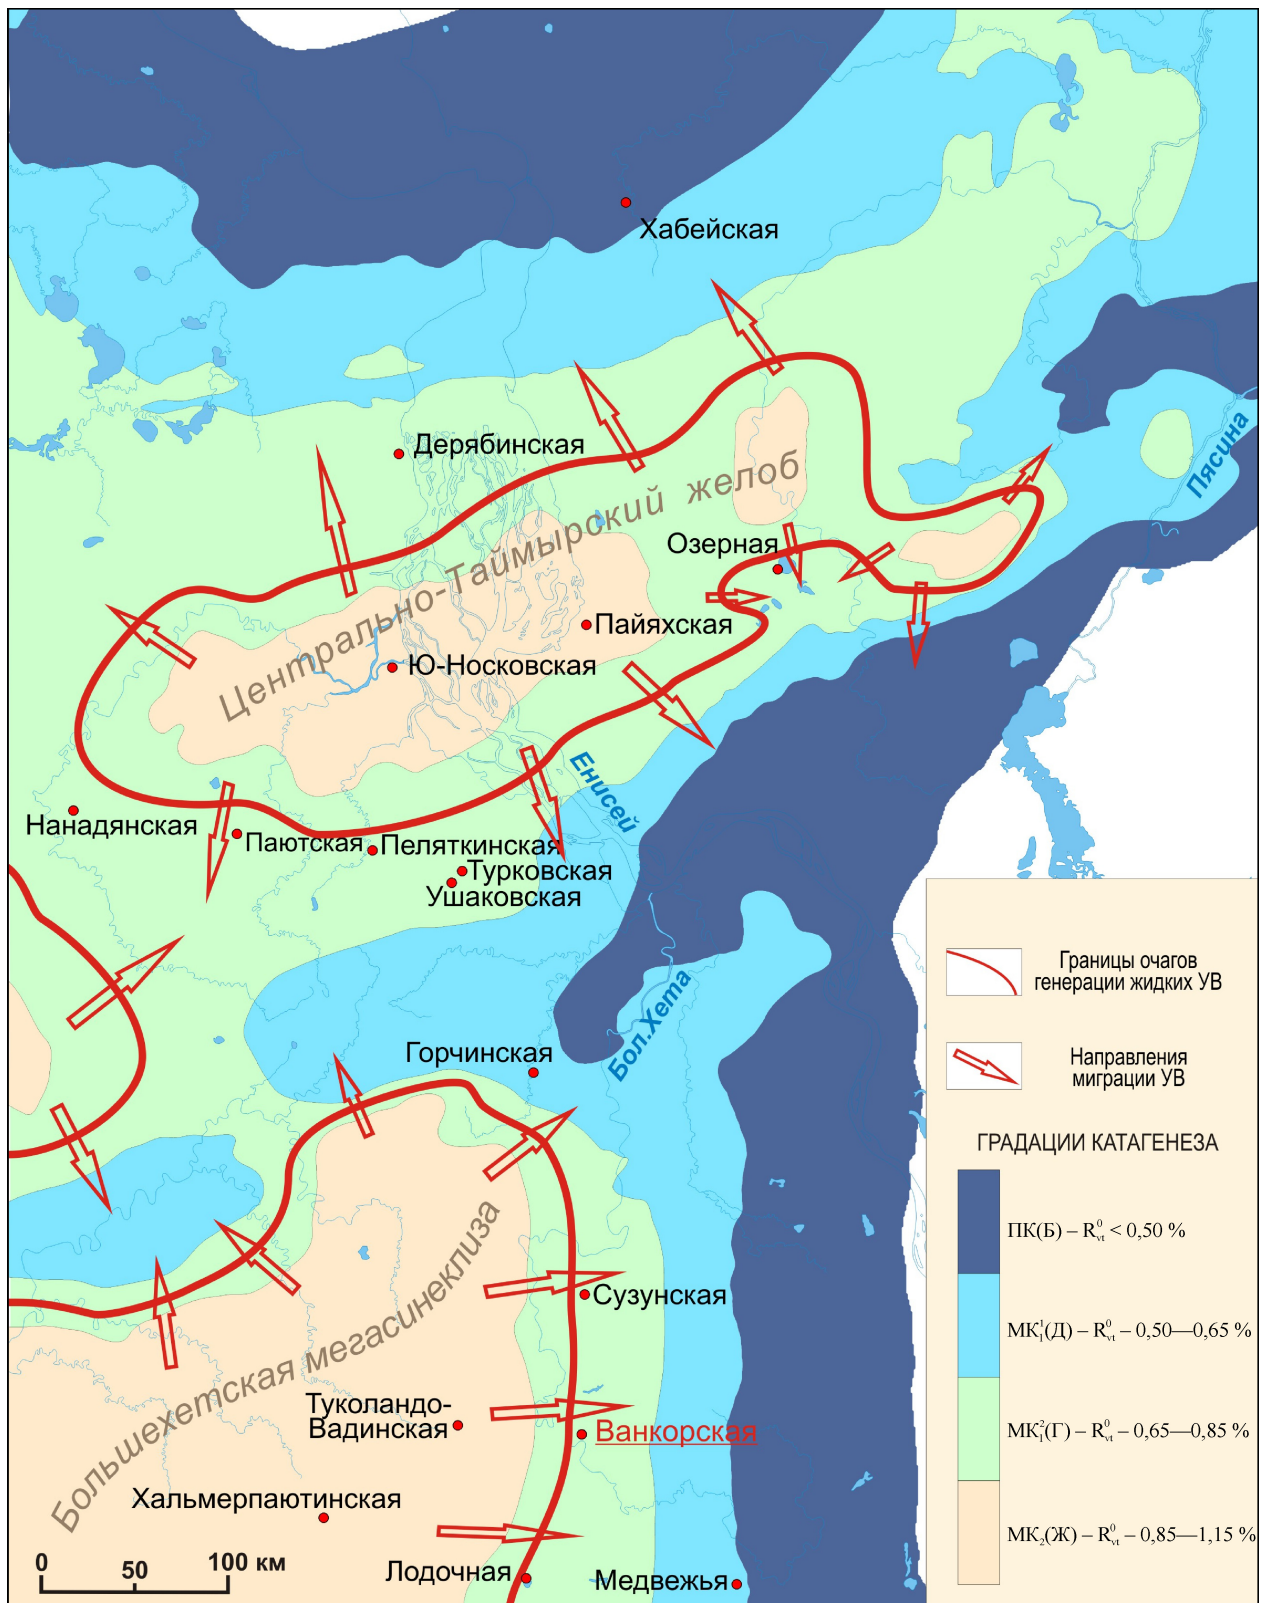 Хабейская
Пясина
Дерябинская
Центрально-Таймырский желоб
Озерная
Пайяхская
Ю-Носковская
Енисей
Нанадянская
Паютская
Пеляткинская
Турковская
Ушаковская
Бол.Хета
Горчинская
Большехетская мегасинеклиза
Сузунская
Туколандо-
Вадинская
Ванкорская
Хальмерпаютинская
Лодочная
Медвежья
0 50 100 км
Границы очагов
генерации жидких УВ
Направления
миграции УВ
ГРАДАЦИИ КАТАГЕНЕЗА
ПК(Б) – R⁰vt < 0,50 %
МК₁¹(Д) – R⁰vt – 0,50—0,65 %
МК₁²(Г) – R⁰vt – 0,65—0,85 %
МК₂(Ж) – R⁰vt – 0,85—1,15 %